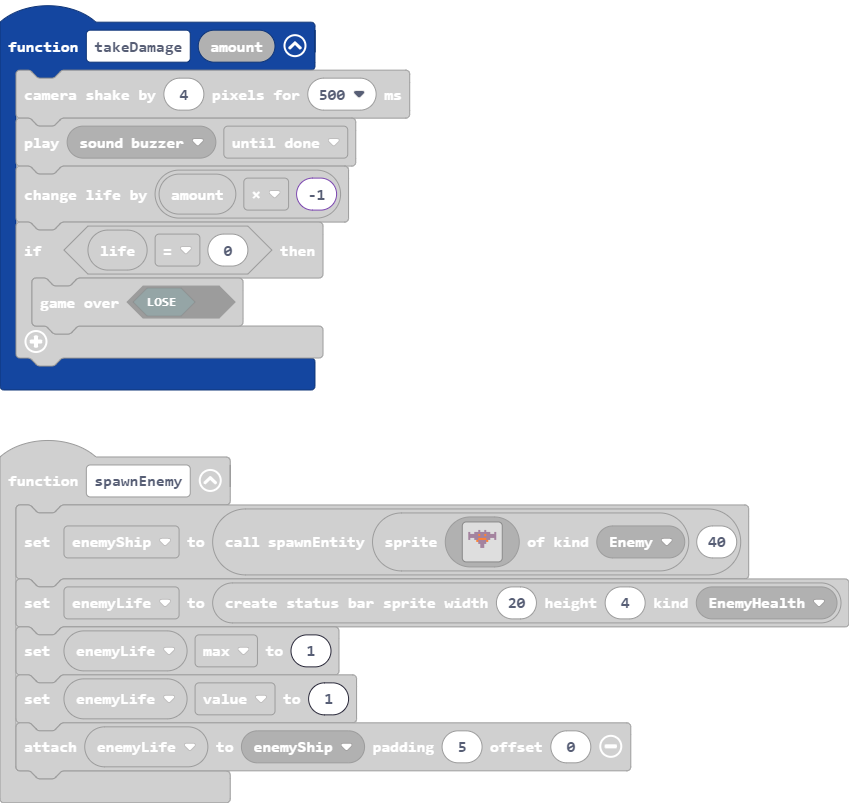 function takeDamage amount
camera shake by 4 pixels for 500 ms
play sound buzzer until done
change life by amount × -1
if life = 0 then
game over LOSE
function spawnEnemy
set enemyShip to call spawnEntity sprite of kind Enemy 40
set enemyLife to create status bar sprite width 20 height 4 kind EnemyHealth
set enemyLife max to 1
set enemyLife value to 1
attach enemyLife to enemyShip padding 5 offset 0